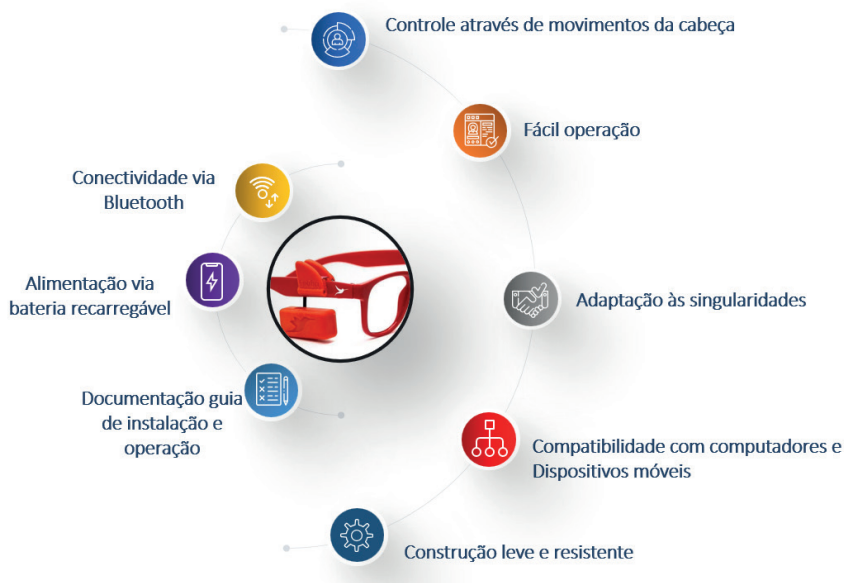 Controle através de movimentos da cabeça
Fácil operação
Conectividade via
Bluetooth
Alimentação via
bateria recarregável
Adaptação às singularidades
Documentação guia
de instalação e
operação
Compatibilidade com computadores e
Dispositivos móveis
Construção leve e resistente